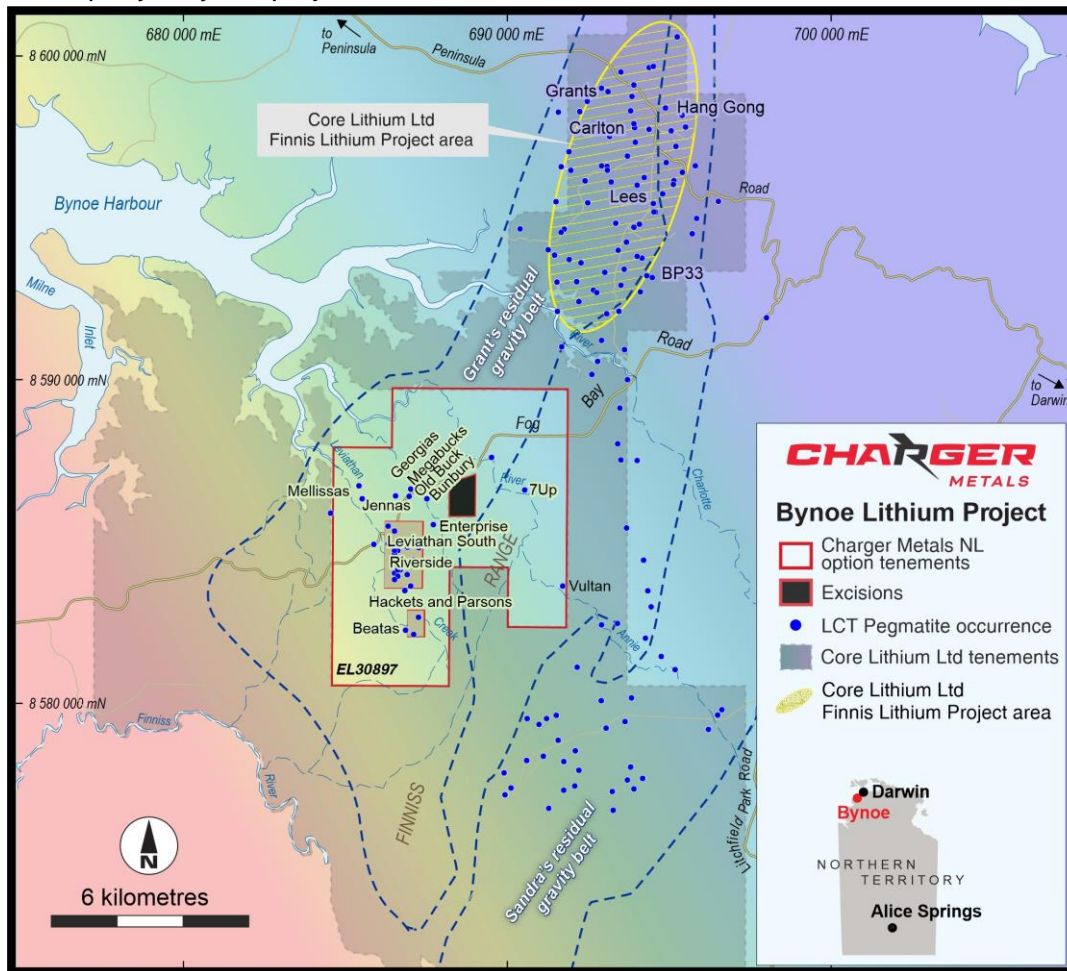 680 000 mE
690 000 mE
700 000 mE
to
Peninsula
Peninsula
8 600 000 mN
Grants
Hang Gong
Carlton
Core Lithium Ltd
Finnis Lithium Project area
Road
Lees
Bynoe Harbour
BP33
Milne
Inlet
Grant's residual
gravity belt
River
Road
Bay
Fog
8 590 000 mN
to
Darwin
Leviathan
Georgias
Megabucks
Old Buck
Bunbury
River
7Up
Mellissas
Jennas
Charlotte
Enterprise
Leviathan South
Riverside
RANGE
Vultan
Hackets and Parsons
Beatas
Creek
Annie
EL30897
8 580 000 mN
Finniss
River
FINNISS
Sandra's residual
gravity belt
Litchfield Park Road
N
6 kilometres
CHARGER
METALS
Bynoe Lithium Project
Charger Metals NL
option tenements
Excisions
LCT Pegmatite occurrence
Core Lithium Ltd tenements
Core Lithium Ltd
Finnis Lithium Project area
Darwin
Bynoe
NORTHERN
TERRITORY
Alice Springs